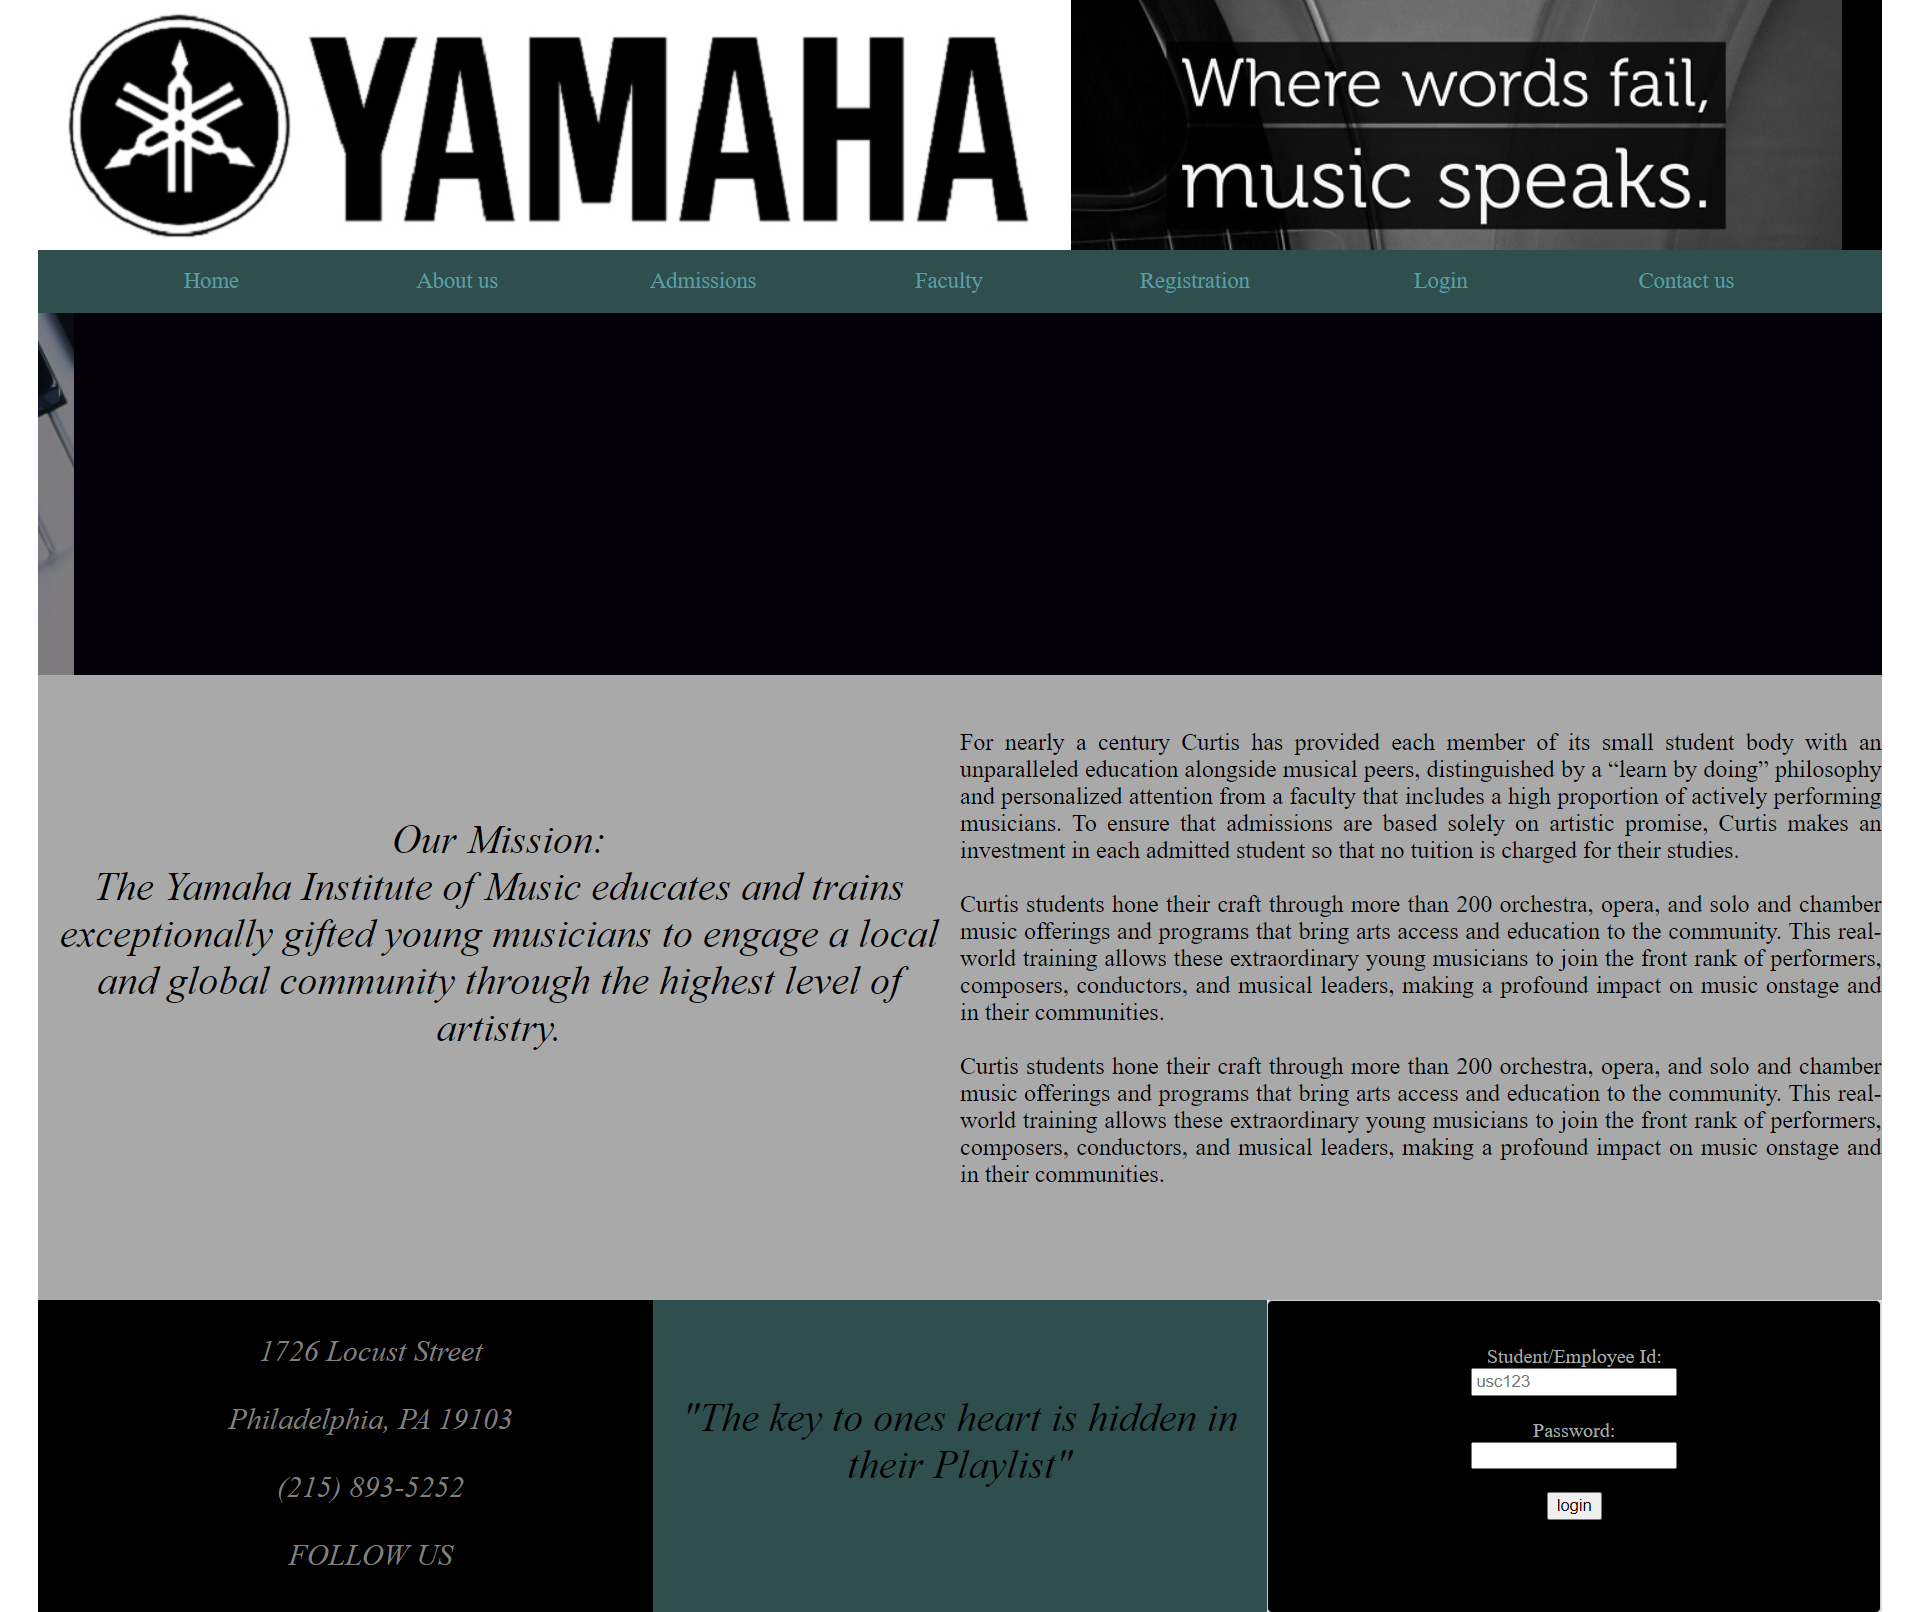 YAMAHA
Where words fail,
music speaks.
Home About us Admissions Faculty Registration Login Contact us
Our Mission:
The Yamaha Institute of Music educates and trains
exceptionally gifted young musicians to engage a local
and global community through the highest level of
artistry.
For nearly a century Curtis has provided each member of its small student body with an
unparalleled education alongside musical peers, distinguished by a “learn by doing” philosophy
and personalized attention from a faculty that includes a high proportion of actively performing
musicians. To ensure that admissions are based solely on artistic promise, Curtis makes an
investment in each admitted student so that no tuition is charged for their studies.
Curtis students hone their craft through more than 200 orchestra, opera, and solo and chamber
music offerings and programs that bring arts access and education to the community. This real-
world training allows these extraordinary young musicians to join the front rank of performers,
composers, conductors, and musical leaders, making a profound impact on music onstage and
in their communities.
Curtis students hone their craft through more than 200 orchestra, opera, and solo and chamber
music offerings and programs that bring arts access and education to the community. This real-
world training allows these extraordinary young musicians to join the front rank of performers,
composers, conductors, and musical leaders, making a profound impact on music onstage and
in their communities.
1726 Locust Street
Philadelphia, PA 19103
(215) 893-5252
FOLLOW US
"The key to ones heart is hidden in
their Playlist"
Student/Employee Id:
usc123
Password:
login